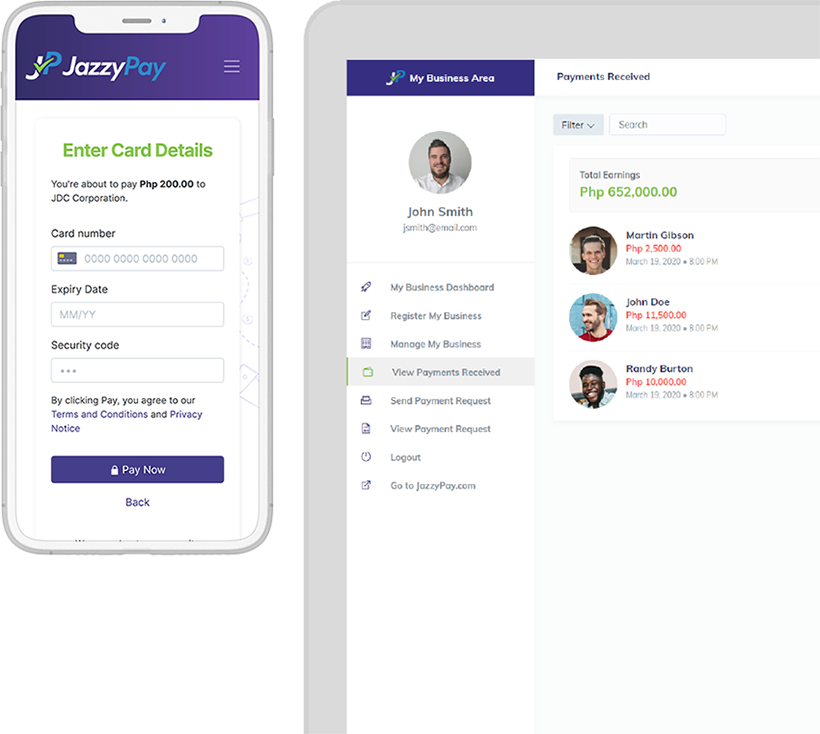 JazzyPay
Enter Card Details
You're about to pay Php 200.00 to
JDC Corporation.
Card number
0000 0000 0000 0000
Expiry Date
MM/YY
Security code
•••
By clicking Pay, you agree to our
Terms and Conditions and Privacy
Notice
Pay Now
Back
My Business Area
John Smith
jsmith@email.com
My Business Dashboard
Register My Business
Manage My Business
View Payments Received
Send Payment Request
View Payment Request
Logout
Go to JazzyPay.com
Payments Received
Filter
Search
Total Earnings
Php 652,000.00
Martin Gibson
Php 2,500.00
March 19, 2020 • 8:00 PM
John Doe
Php 11,500.00
March 19, 2020 • 8:00 PM
Randy Burton
Php 10,000.00
March 19, 2020 • 8:00 PM